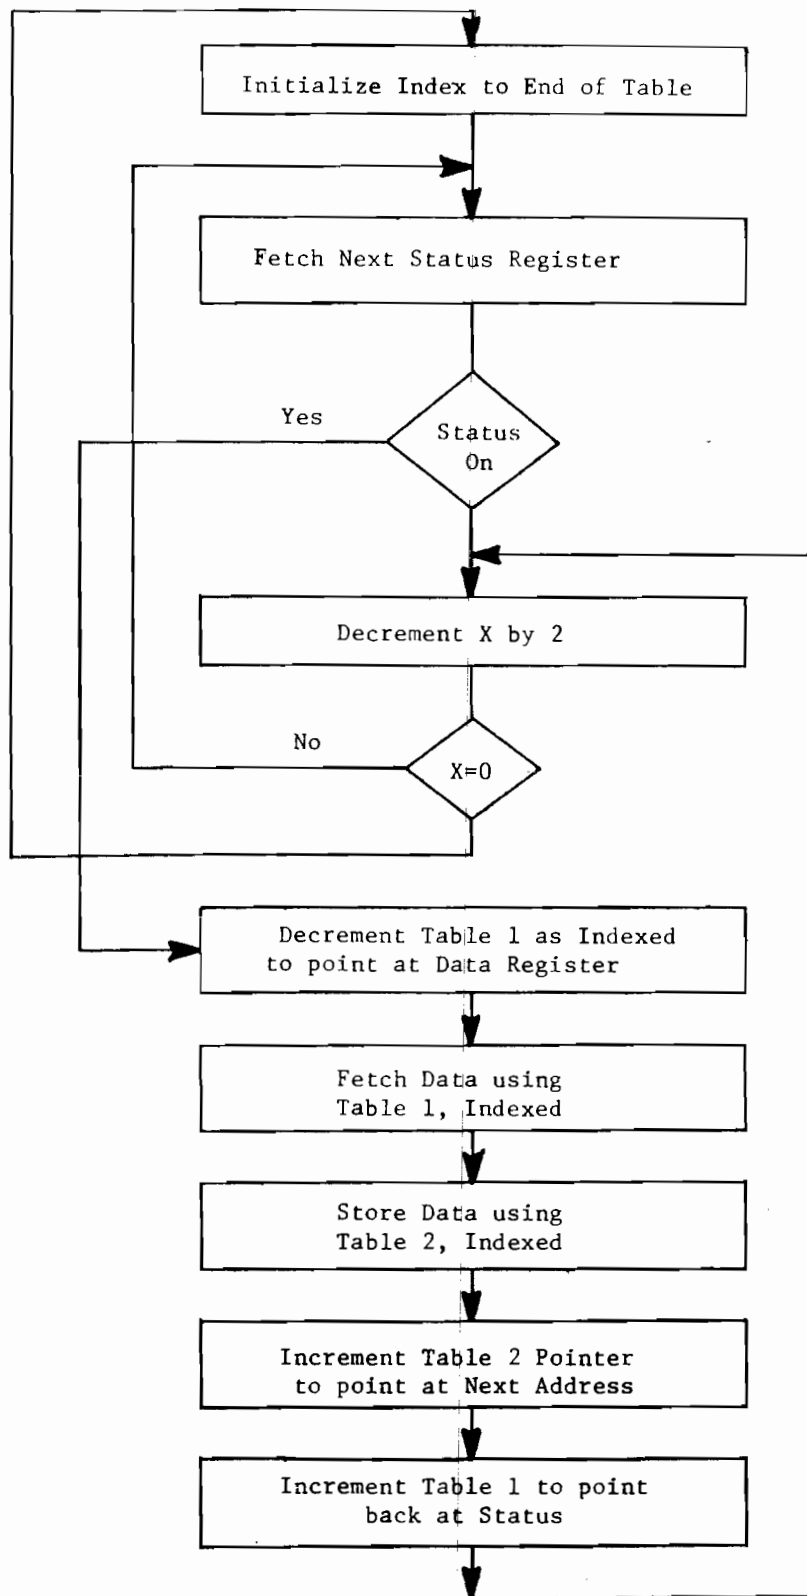 Initialize Index to End of Table
Fetch Next Status Register
Yes
Status
On
Decrement X by 2
No
X=0
Decrement Table 1 as Indexed
to point at Data Register
Fetch Data using
Table 1, Indexed
Store Data using
Table 2, Indexed
Increment Table 2 Pointer
to point at Next Address
Increment Table 1 to point
back at Status